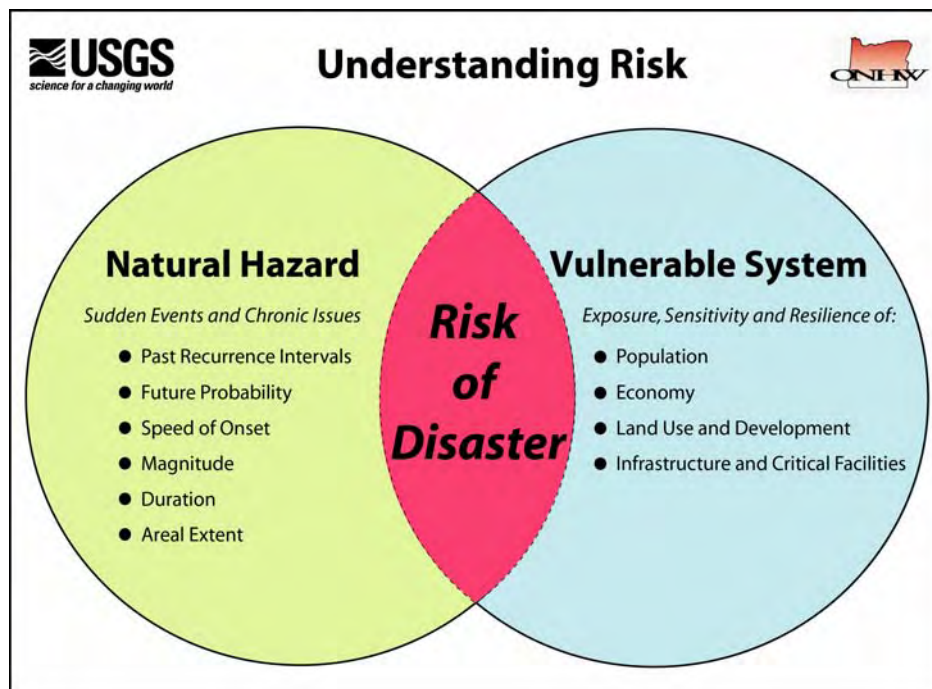 USGS
science for a changing world
Understanding Risk
ONHW
Natural Hazard
Sudden Events and Chronic Issues
● Past Recurrence Intervals
● Future Probability
● Speed of Onset
● Magnitude
● Duration
● Areal Extent
Risk
of
Disaster
Vulnerable System
Exposure, Sensitivity and Resilience of:
● Population
● Economy
● Land Use and Development
● Infrastructure and Critical Facilities